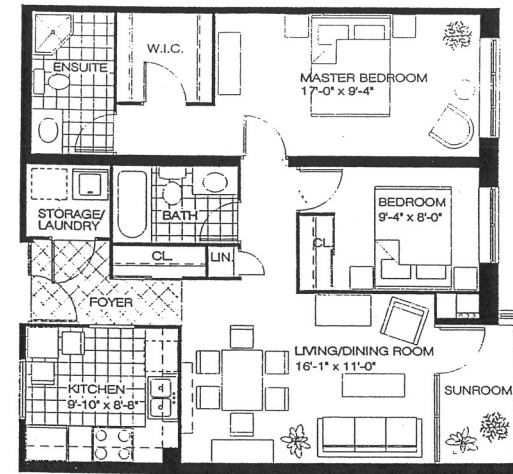 W.I.C.
ENSUITE
MASTER BEDROOM
17'-0" x 9'-4"
BEDROOM
9'-4" x 8'-0"
STORAGE/
LAUNDRY
BATH
CL.
CL.
LIN.
FOYER
LIVING/DINING ROOM
16'-1" x 11'-0"
KITCHEN
9'-10" x 8'-8"
SUNROOM